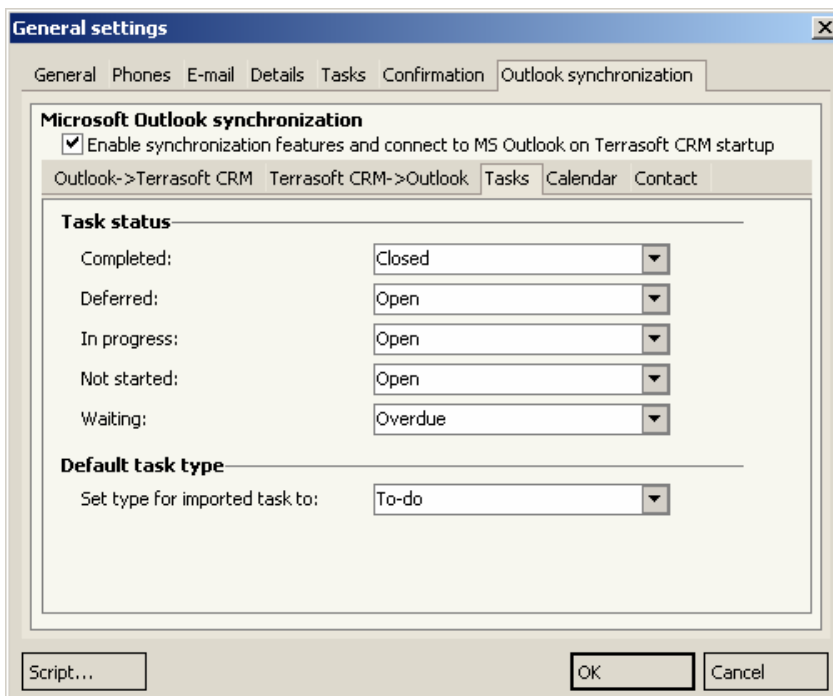 General settings
General Phones E-mail Details Tasks Confirmation Outlook synchronization
Microsoft Outlook synchronization
Enable synchronization features and connect to MS Outlook on Terrasoft CRM startup
Outlook->Terrasoft CRM Terrasoft CRM->Outlook Tasks Calendar Contact
Task status
Completed: Closed
Deferred: Open
In progress: Open
Not started: Open
Waiting: Overdue
Default task type
Set type for imported task to: To-do
Script... OK Cancel